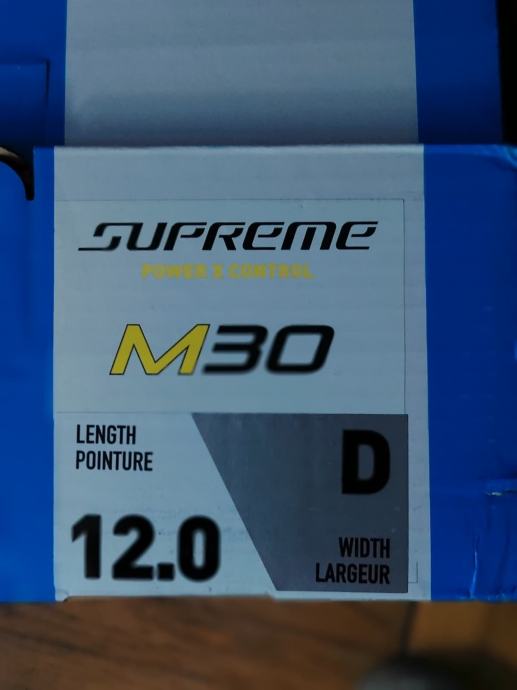 SUPREME
POWER X CONTROL
M30
LENGTH
POINTURE
D
12.0
WIDTH
LARGEUR